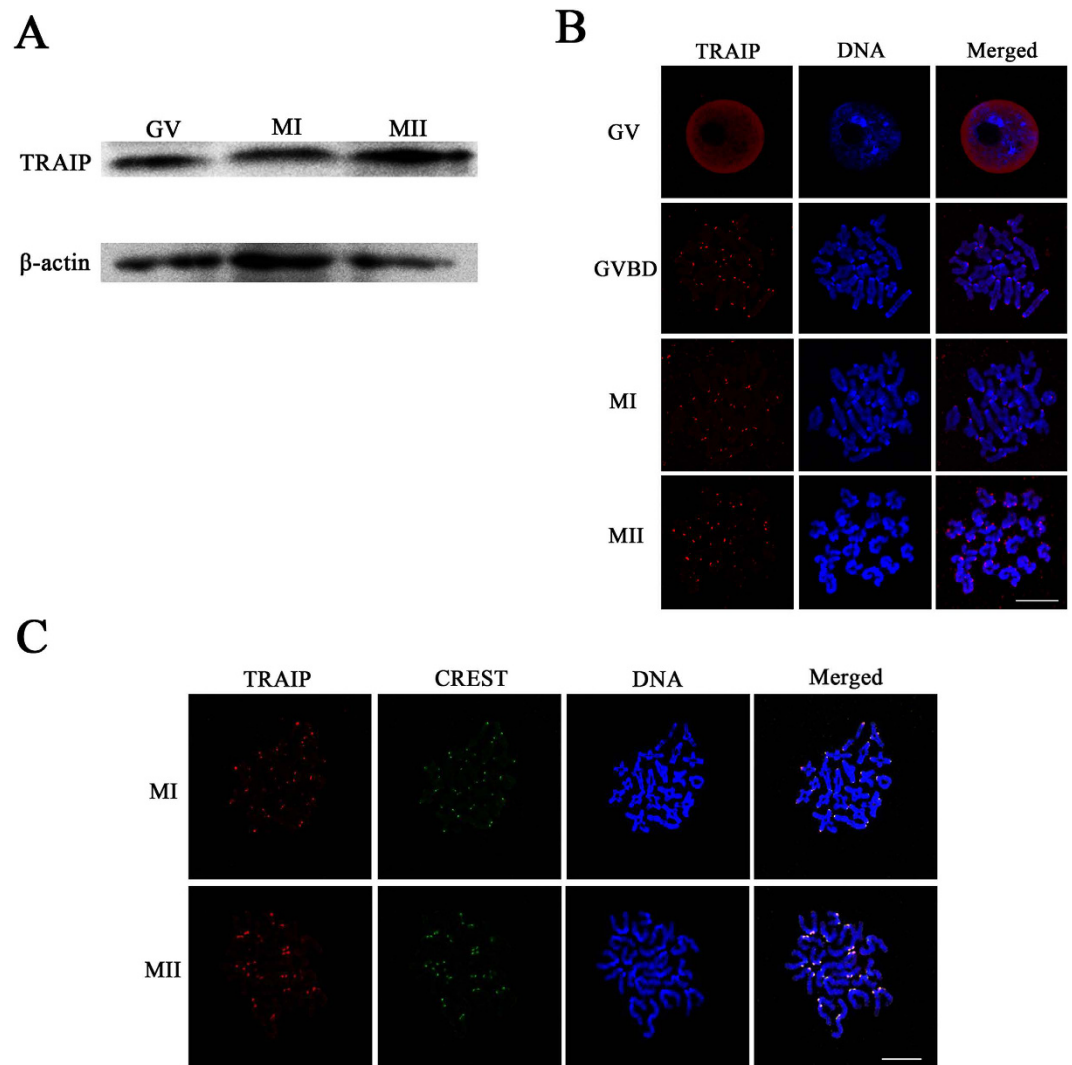 A
GV MI MII
TRAIP
β-actin
B
TRAIP DNA Merged
GV
GVBD
MI
MII
C
TRAIP CREST DNA Merged
MI
MII